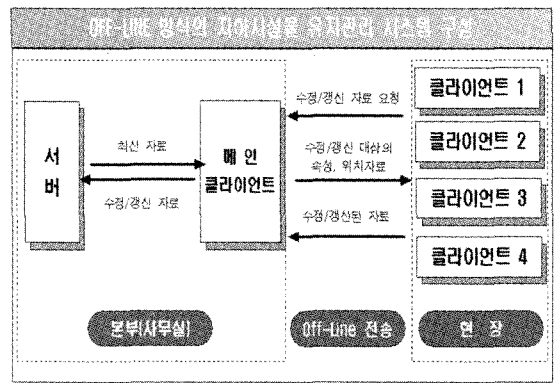 OFF-LINE 방식의 지하시설물 유지관리 시스템 구성
서버
최신 자료
수정/갱신 자료
메인
클라이언트
수정/갱신 자료 요청
수정/갱신 대상의
속성, 위치자료
수정/갱신된 자료
클라이언트 1
클라이언트 2
클라이언트 3
클라이언트 4
본부(사무실)
Off-Line 전송
현 장